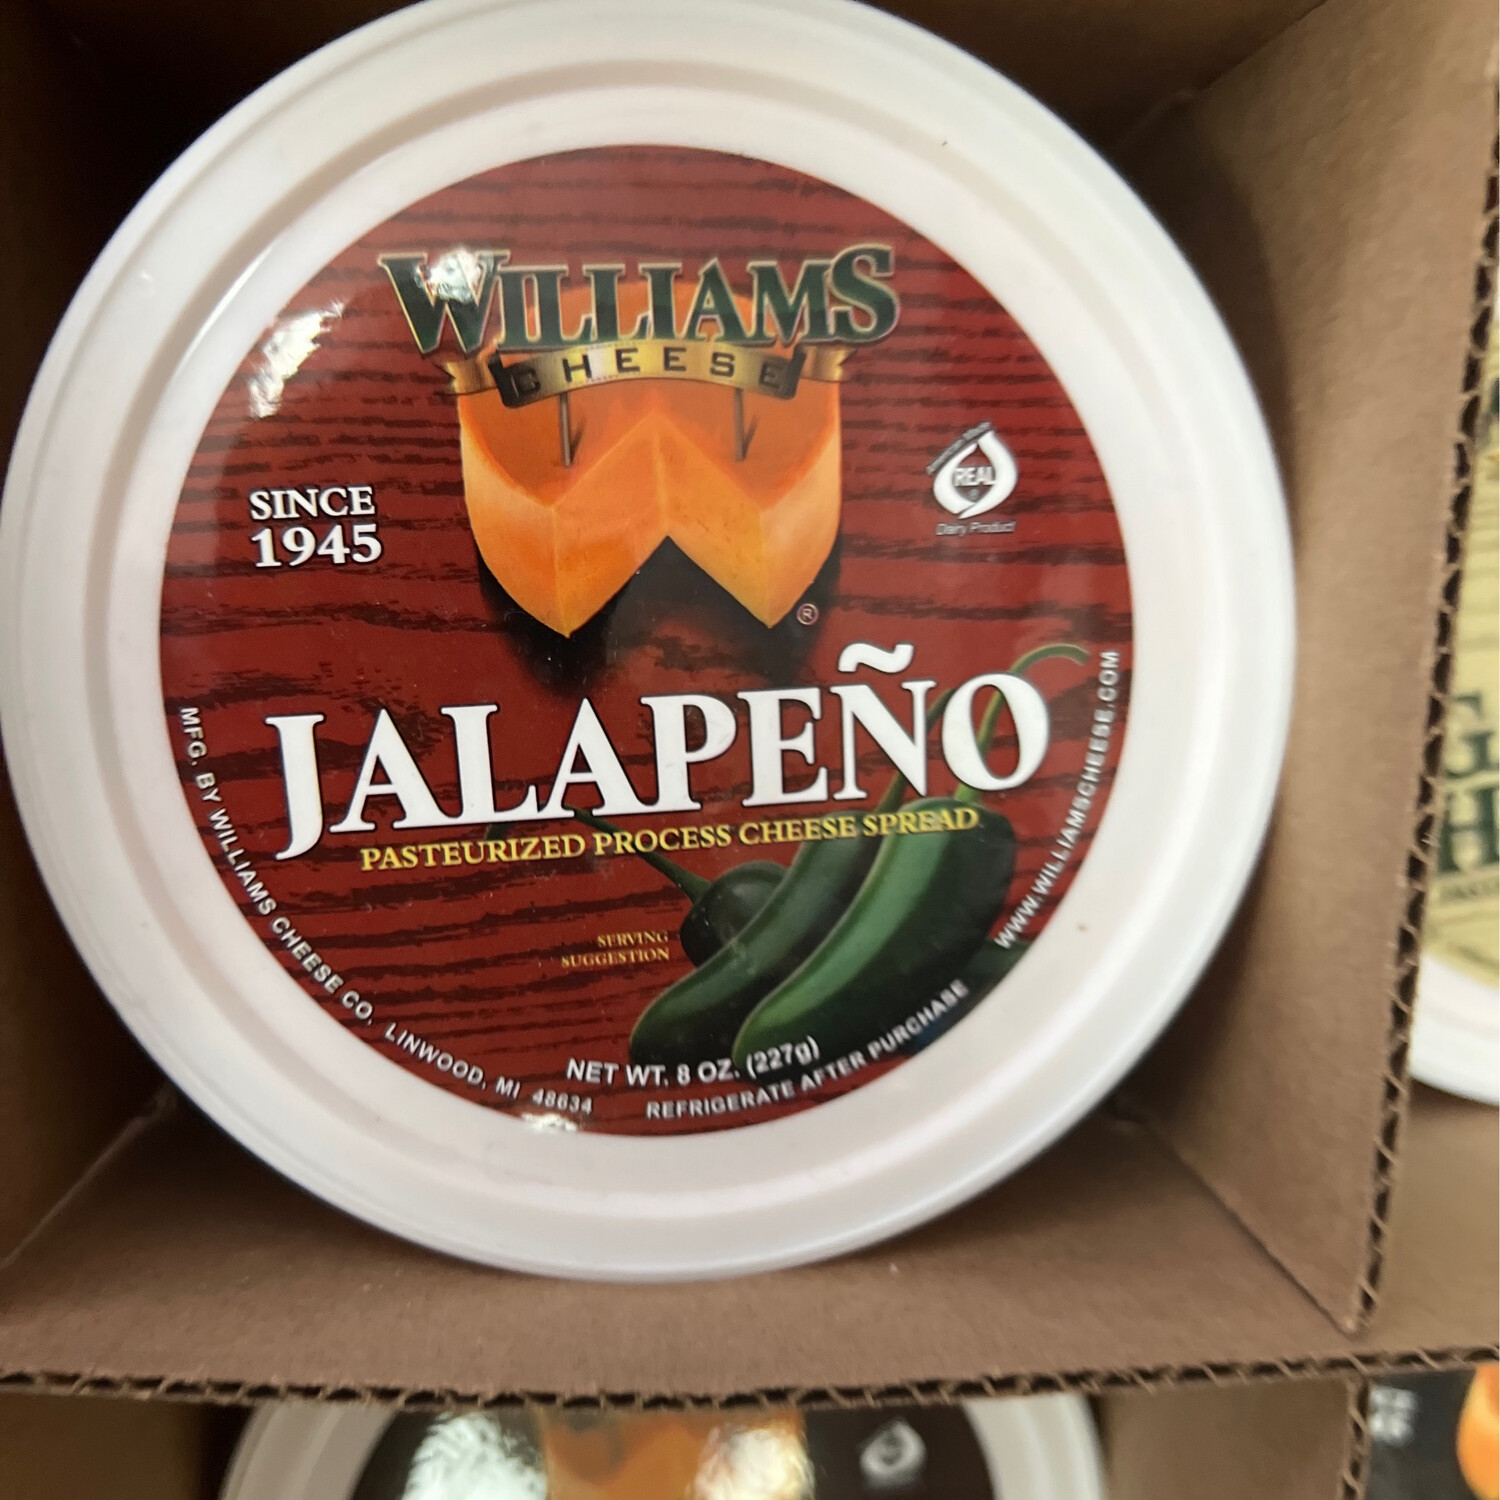 WILLIAMS
CHEESE
SINCE
1945
REAL
®
Dairy Product
®
JALAPEÑO
PASTEURIZED PROCESS CHEESE SPREAD
SERVING
SUGGESTION
NET WT. 8 OZ. (227g)
MFG. BY WILLIAMS CHEESE CO. LINWOOD, MI 48634
REFRIGERATE AFTER PURCHASE
WWW.WILLIAMSCHEESE.COM
G
H